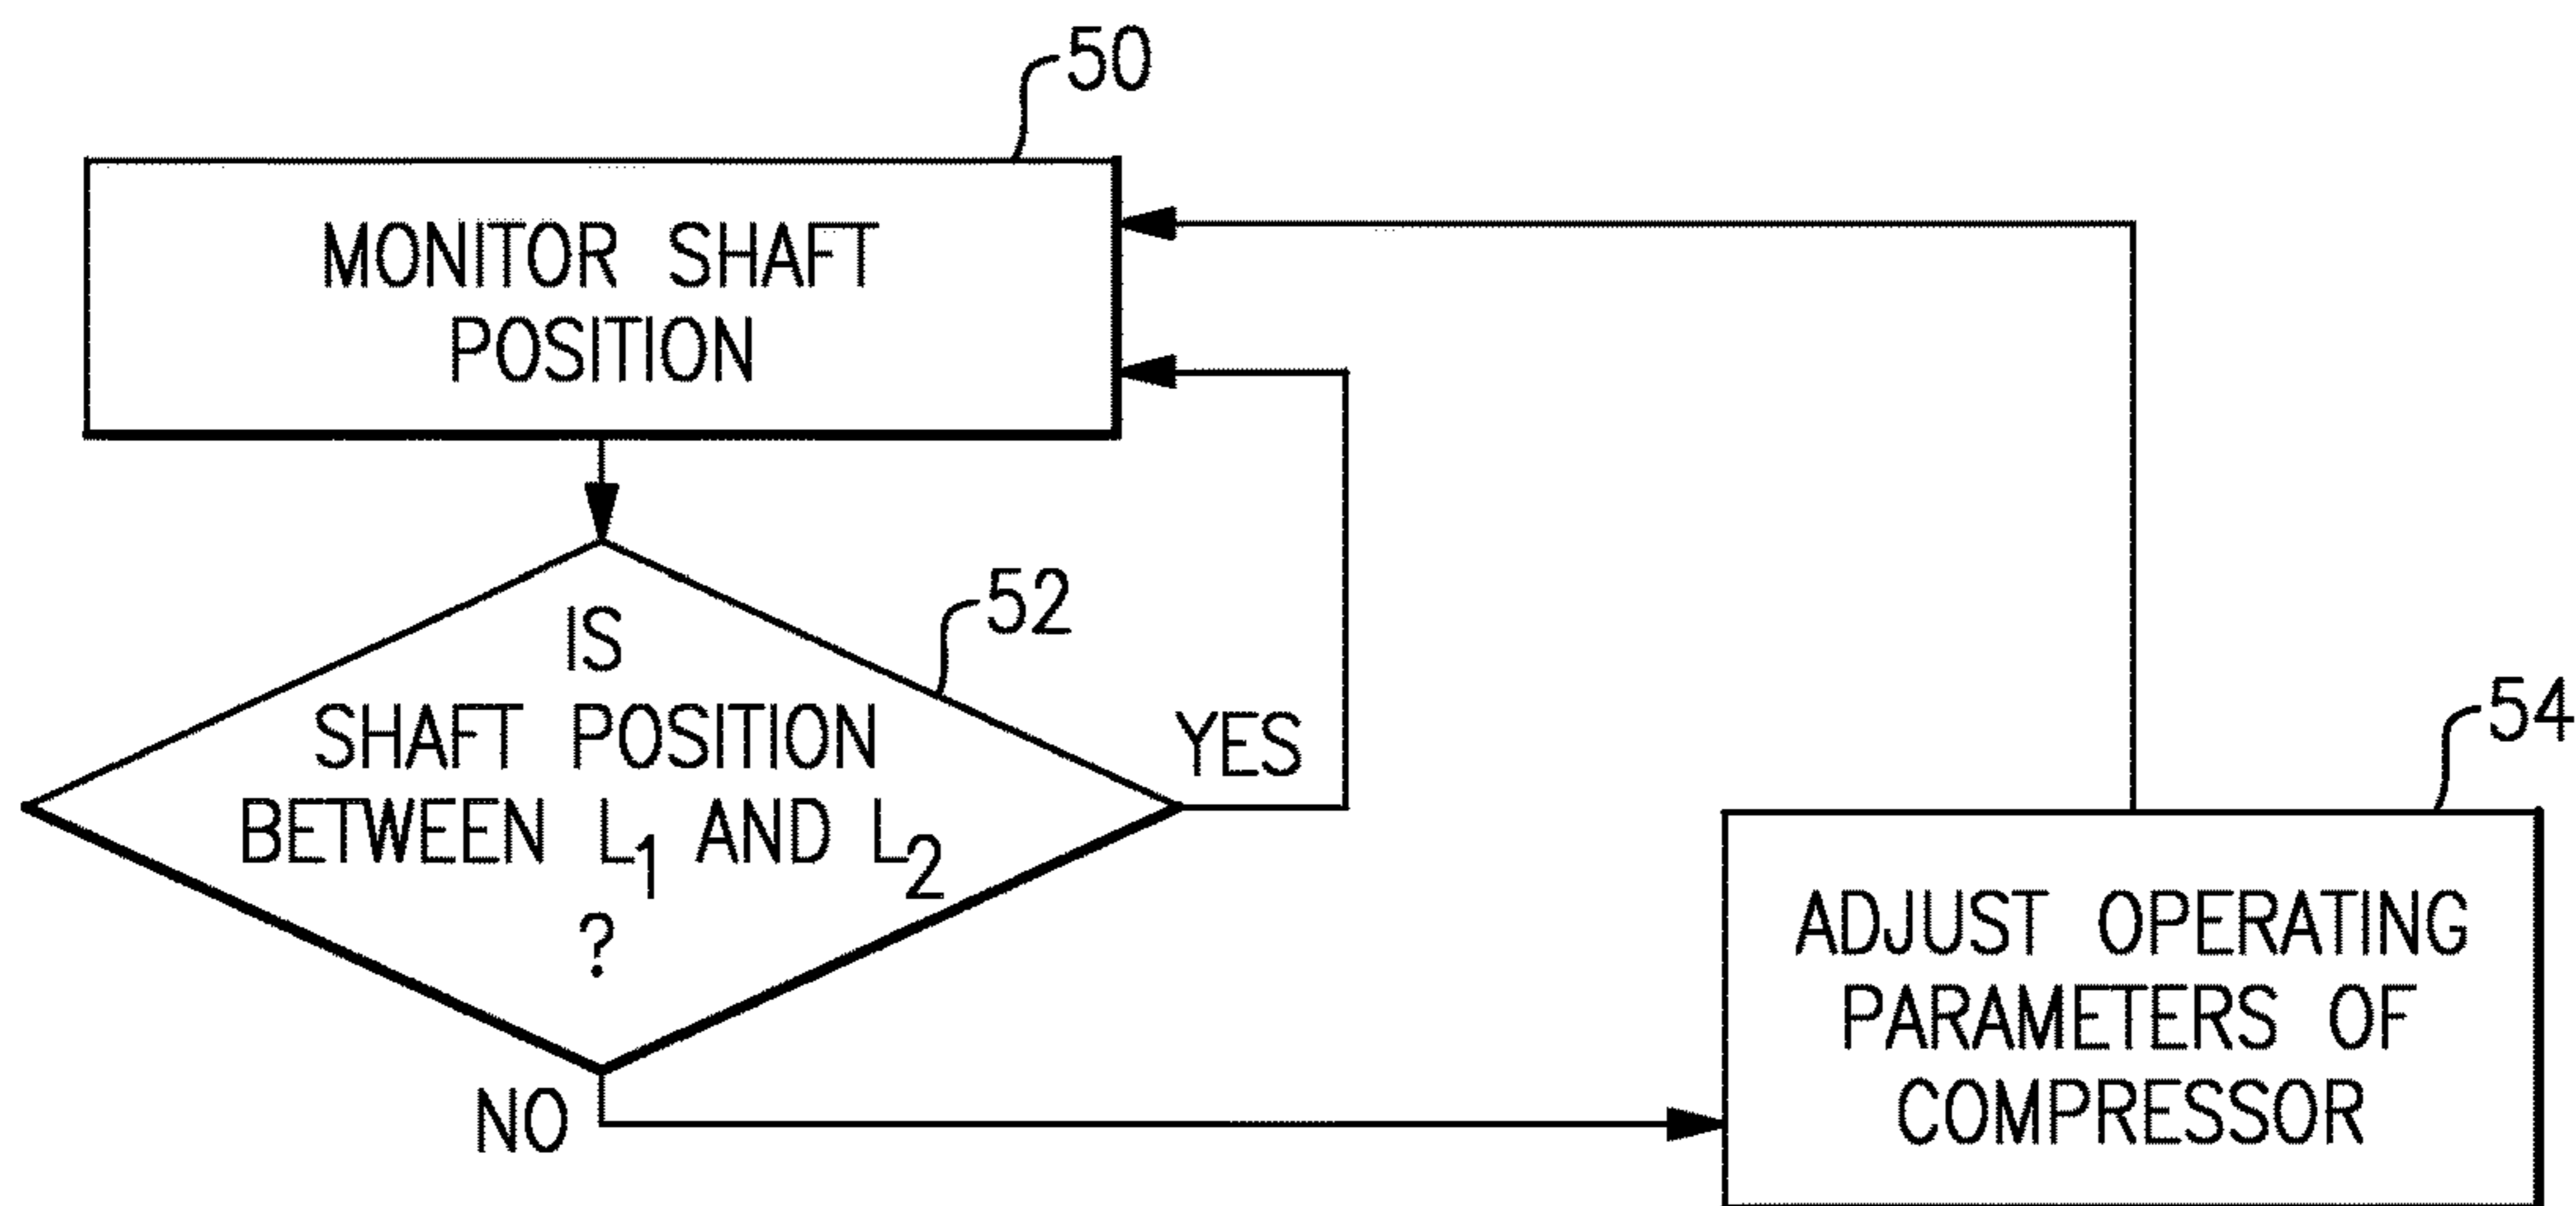 50
MONITOR SHAFT
POSITION
52
IS
SHAFT POSITION
BETWEEN L₁ AND L₂
?
YES
NO
54
ADJUST OPERATING
PARAMETERS OF
COMPRESSOR